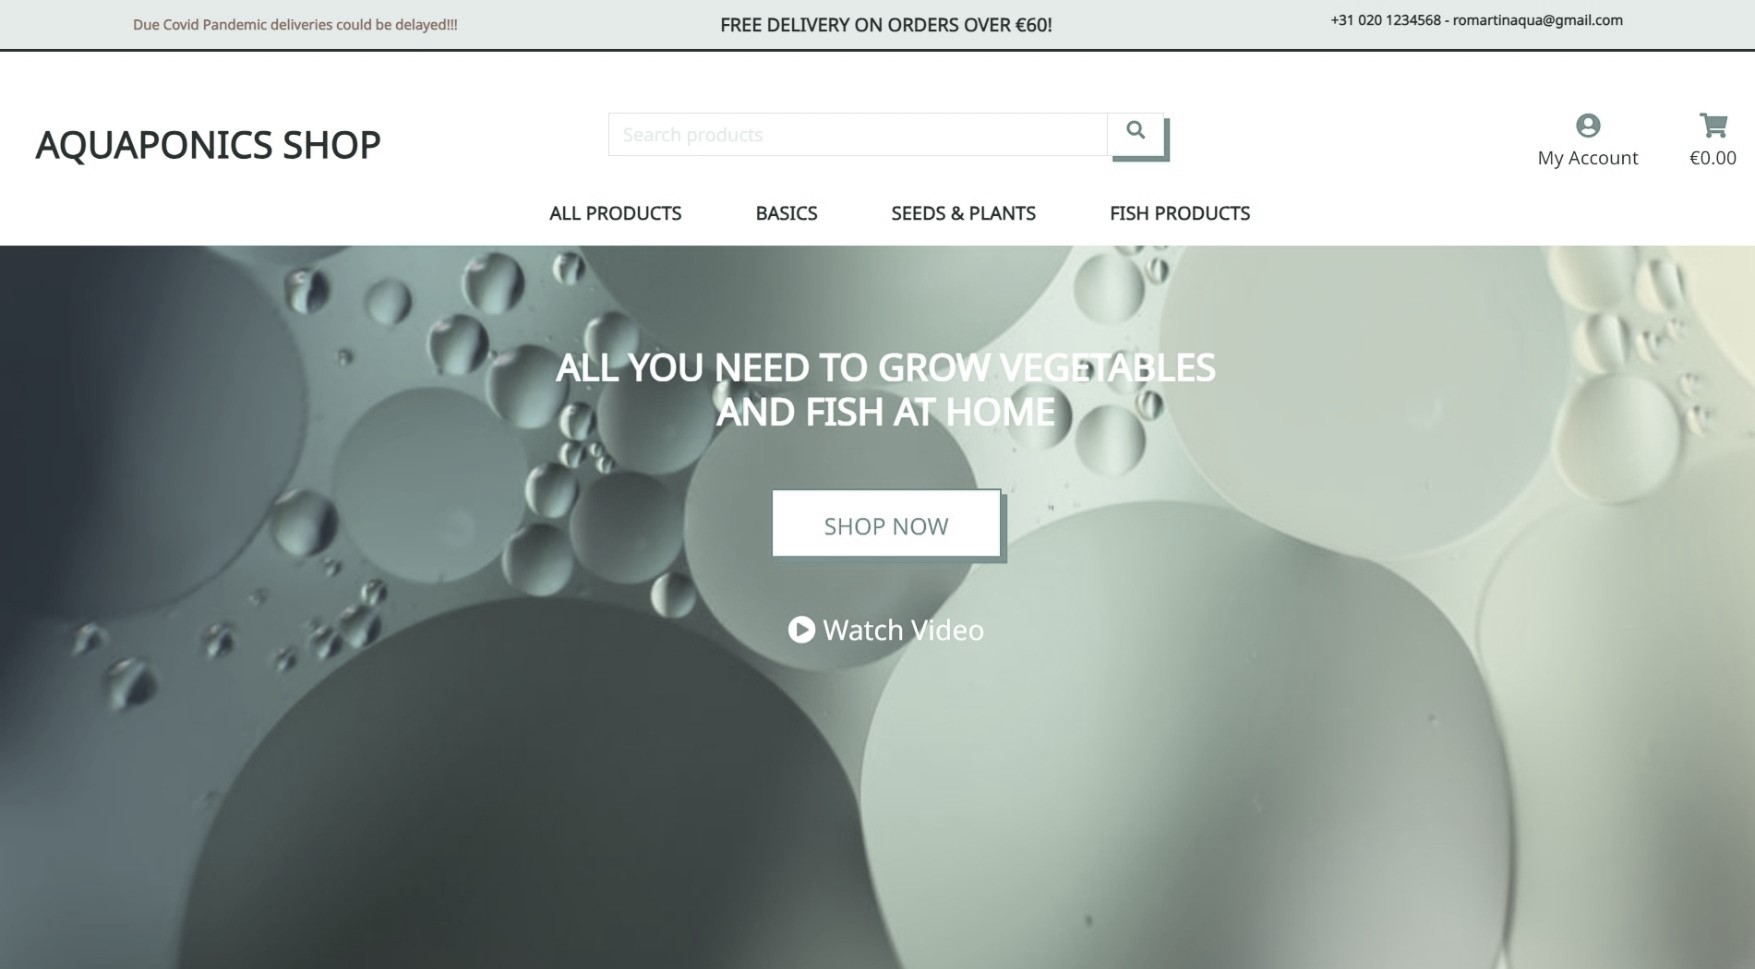 Due Covid Pandemic deliveries could be delayed!!!
FREE DELIVERY ON ORDERS OVER €60!
+31 020 1234568 - romartinaqua@gmail.com
AQUAPONICS SHOP
Search products
My Account
€0.00
ALL PRODUCTS
BASICS
SEEDS & PLANTS
FISH PRODUCTS
ALL YOU NEED TO GROW VEGETABLES
AND FISH AT HOME
SHOP NOW
Watch Video